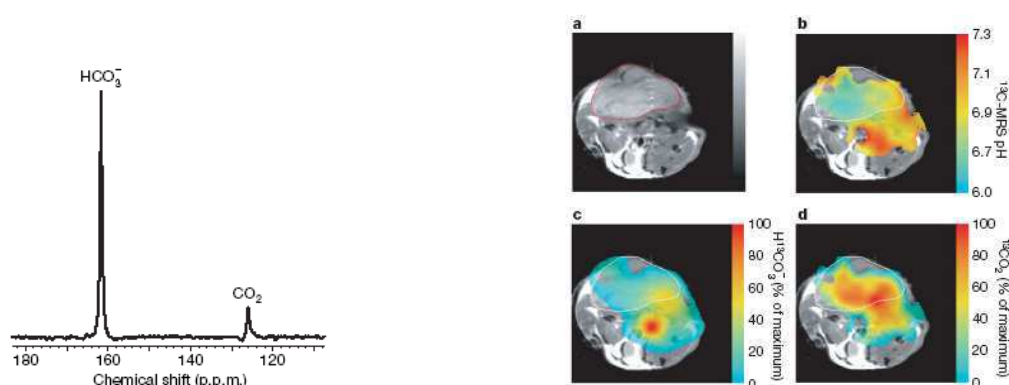 HCO₃⁻
CO₂
180
160
140
120
Chemical shift (p.p.m.)
a
b
7.3
7.1
6.9
6.7
6.0
¹³C-MRS pH
c
100
80
60
40
20
0
H¹³CO₃⁻ (% of maximum)
d
100
80
60
40
20
0
¹³CO₂ (% of maximum)